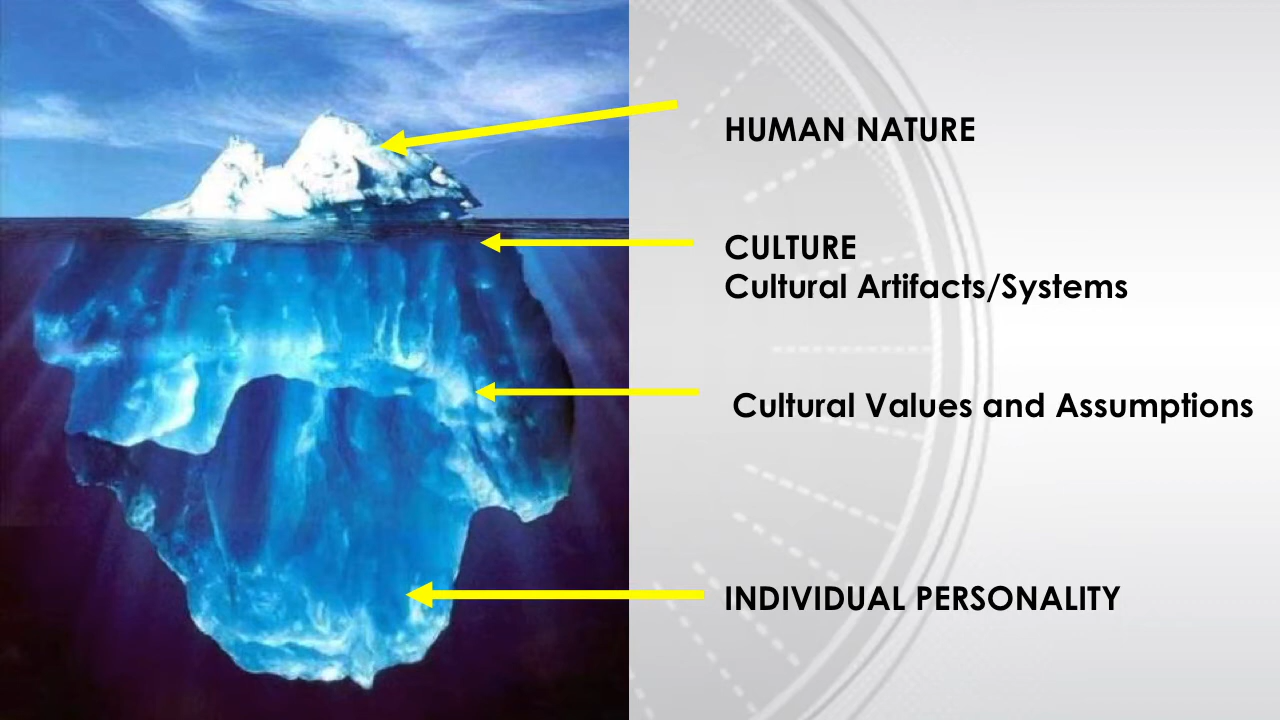 HUMAN NATURE
CULTURE
Cultural Artifacts/Systems
Cultural Values and Assumptions
INDIVIDUAL PERSONALITY